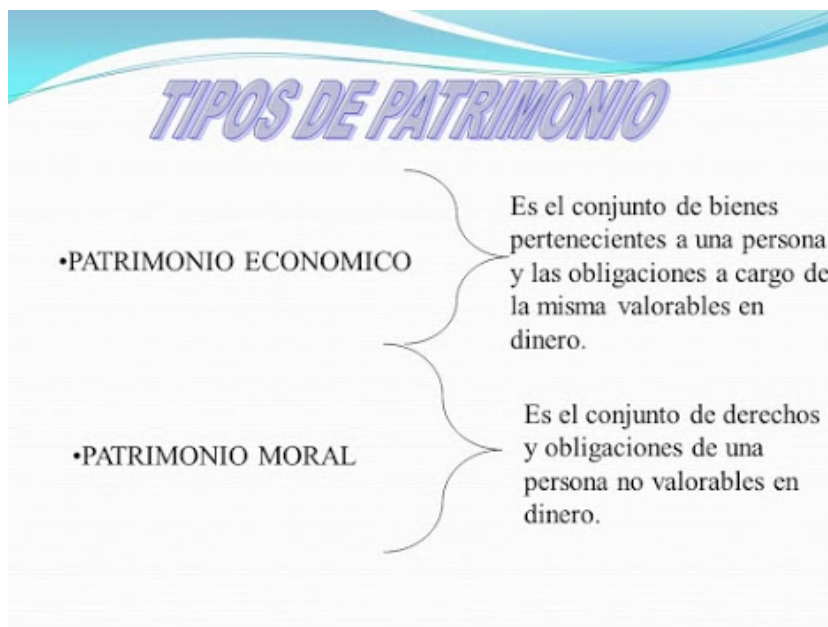 TIPOS DE PATRIMONIO
•PATRIMONIO ECONOMICO
Es el conjunto de bienes
pertenecientes a una persona
y las obligaciones a cargo de
la misma valorables en
dinero.
•PATRIMONIO MORAL
Es el conjunto de derechos
y obligaciones de una
persona no valorables en
dinero.